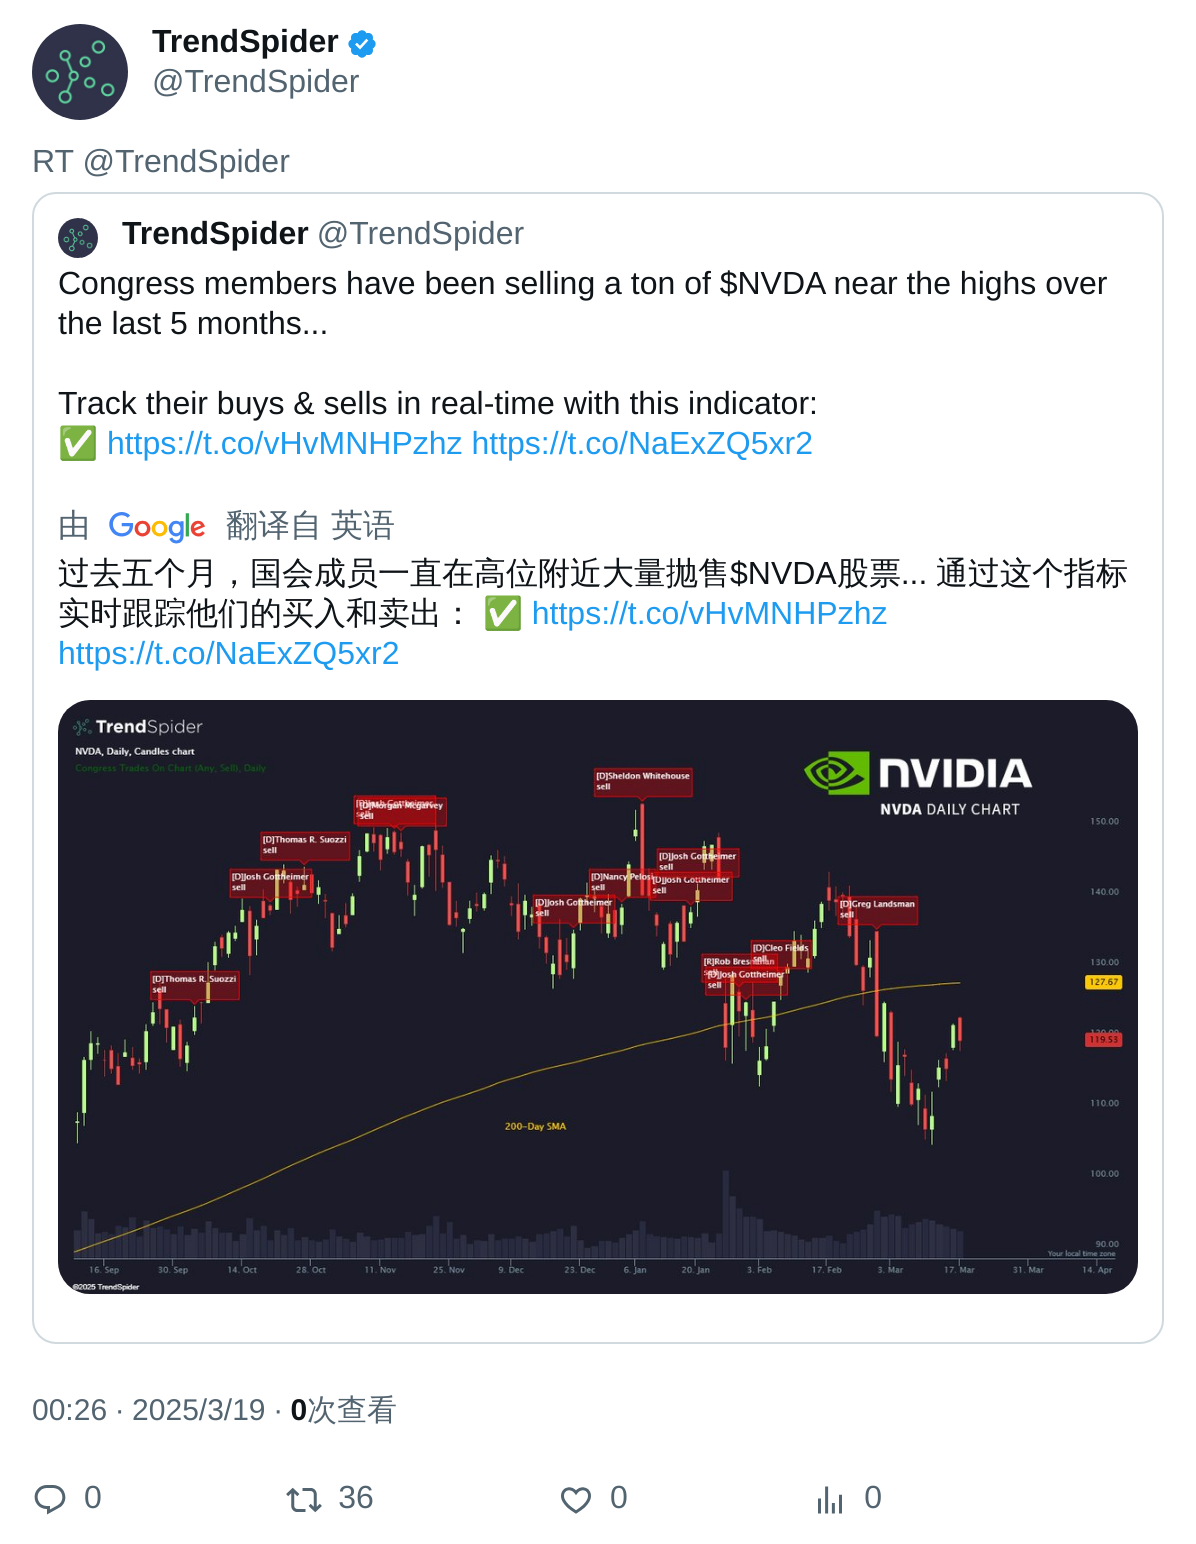 TrendSpider
@TrendSpider
RT @TrendSpider
TrendSpider @TrendSpider
Congress members have been selling a ton of $NVDA near the highs over
the last 5 months...
Track their buys & sells in real-time with this indicator:
✅ https://t.co/vHvMNHPzhz https://t.co/NaExZQ5xr2
由 Google 翻译自 英语
过去五个月，国会成员一直在高位附近大量抛售$NVDA股票... 通过这个指标
实时跟踪他们的买入和卖出： ✅ https://t.co/vHvMNHPzhz
https://t.co/NaExZQ5xr2
TrendSpider
NVDA, Daily, Candles chart
Congress Trades On Chart (Any, Sell), Daily
NVIDIA
NVDA DAILY CHART
[D]Sheldon Whitehouse
sell
[D]Morgan Mcgarvey
sell
[D]Thomas R. Suozzi
sell
[D]Josh Gottheimer
sell
[D]Josh Gottheimer
sell
[D]Nancy Pelosi
sell
[D]Josh Gottheimer
sell
[D]Josh Gottheimer
sell
[D]Greg Landsman
sell
[D]Cleo Fields
sell
[R]Rob Bresnahan
sell
[D]Josh Gottheimer
sell
[D]Thomas R. Suozzi
sell
150.00
140.00
130.00
127.67
119.53
110.00
100.00
90.00
200-Day SMA
Your local time zone
16. Sep 30. Sep 14. Oct 28. Oct 11. Nov 25. Nov 9. Dec 23. Dec 6. Jan 20. Jan 3. Feb 17. Feb 3. Mar 17. Mar 31. Mar 14. Apr
©2025 TrendSpider
00:26 · 2025/3/19 · 0次查看
0 36 0 0